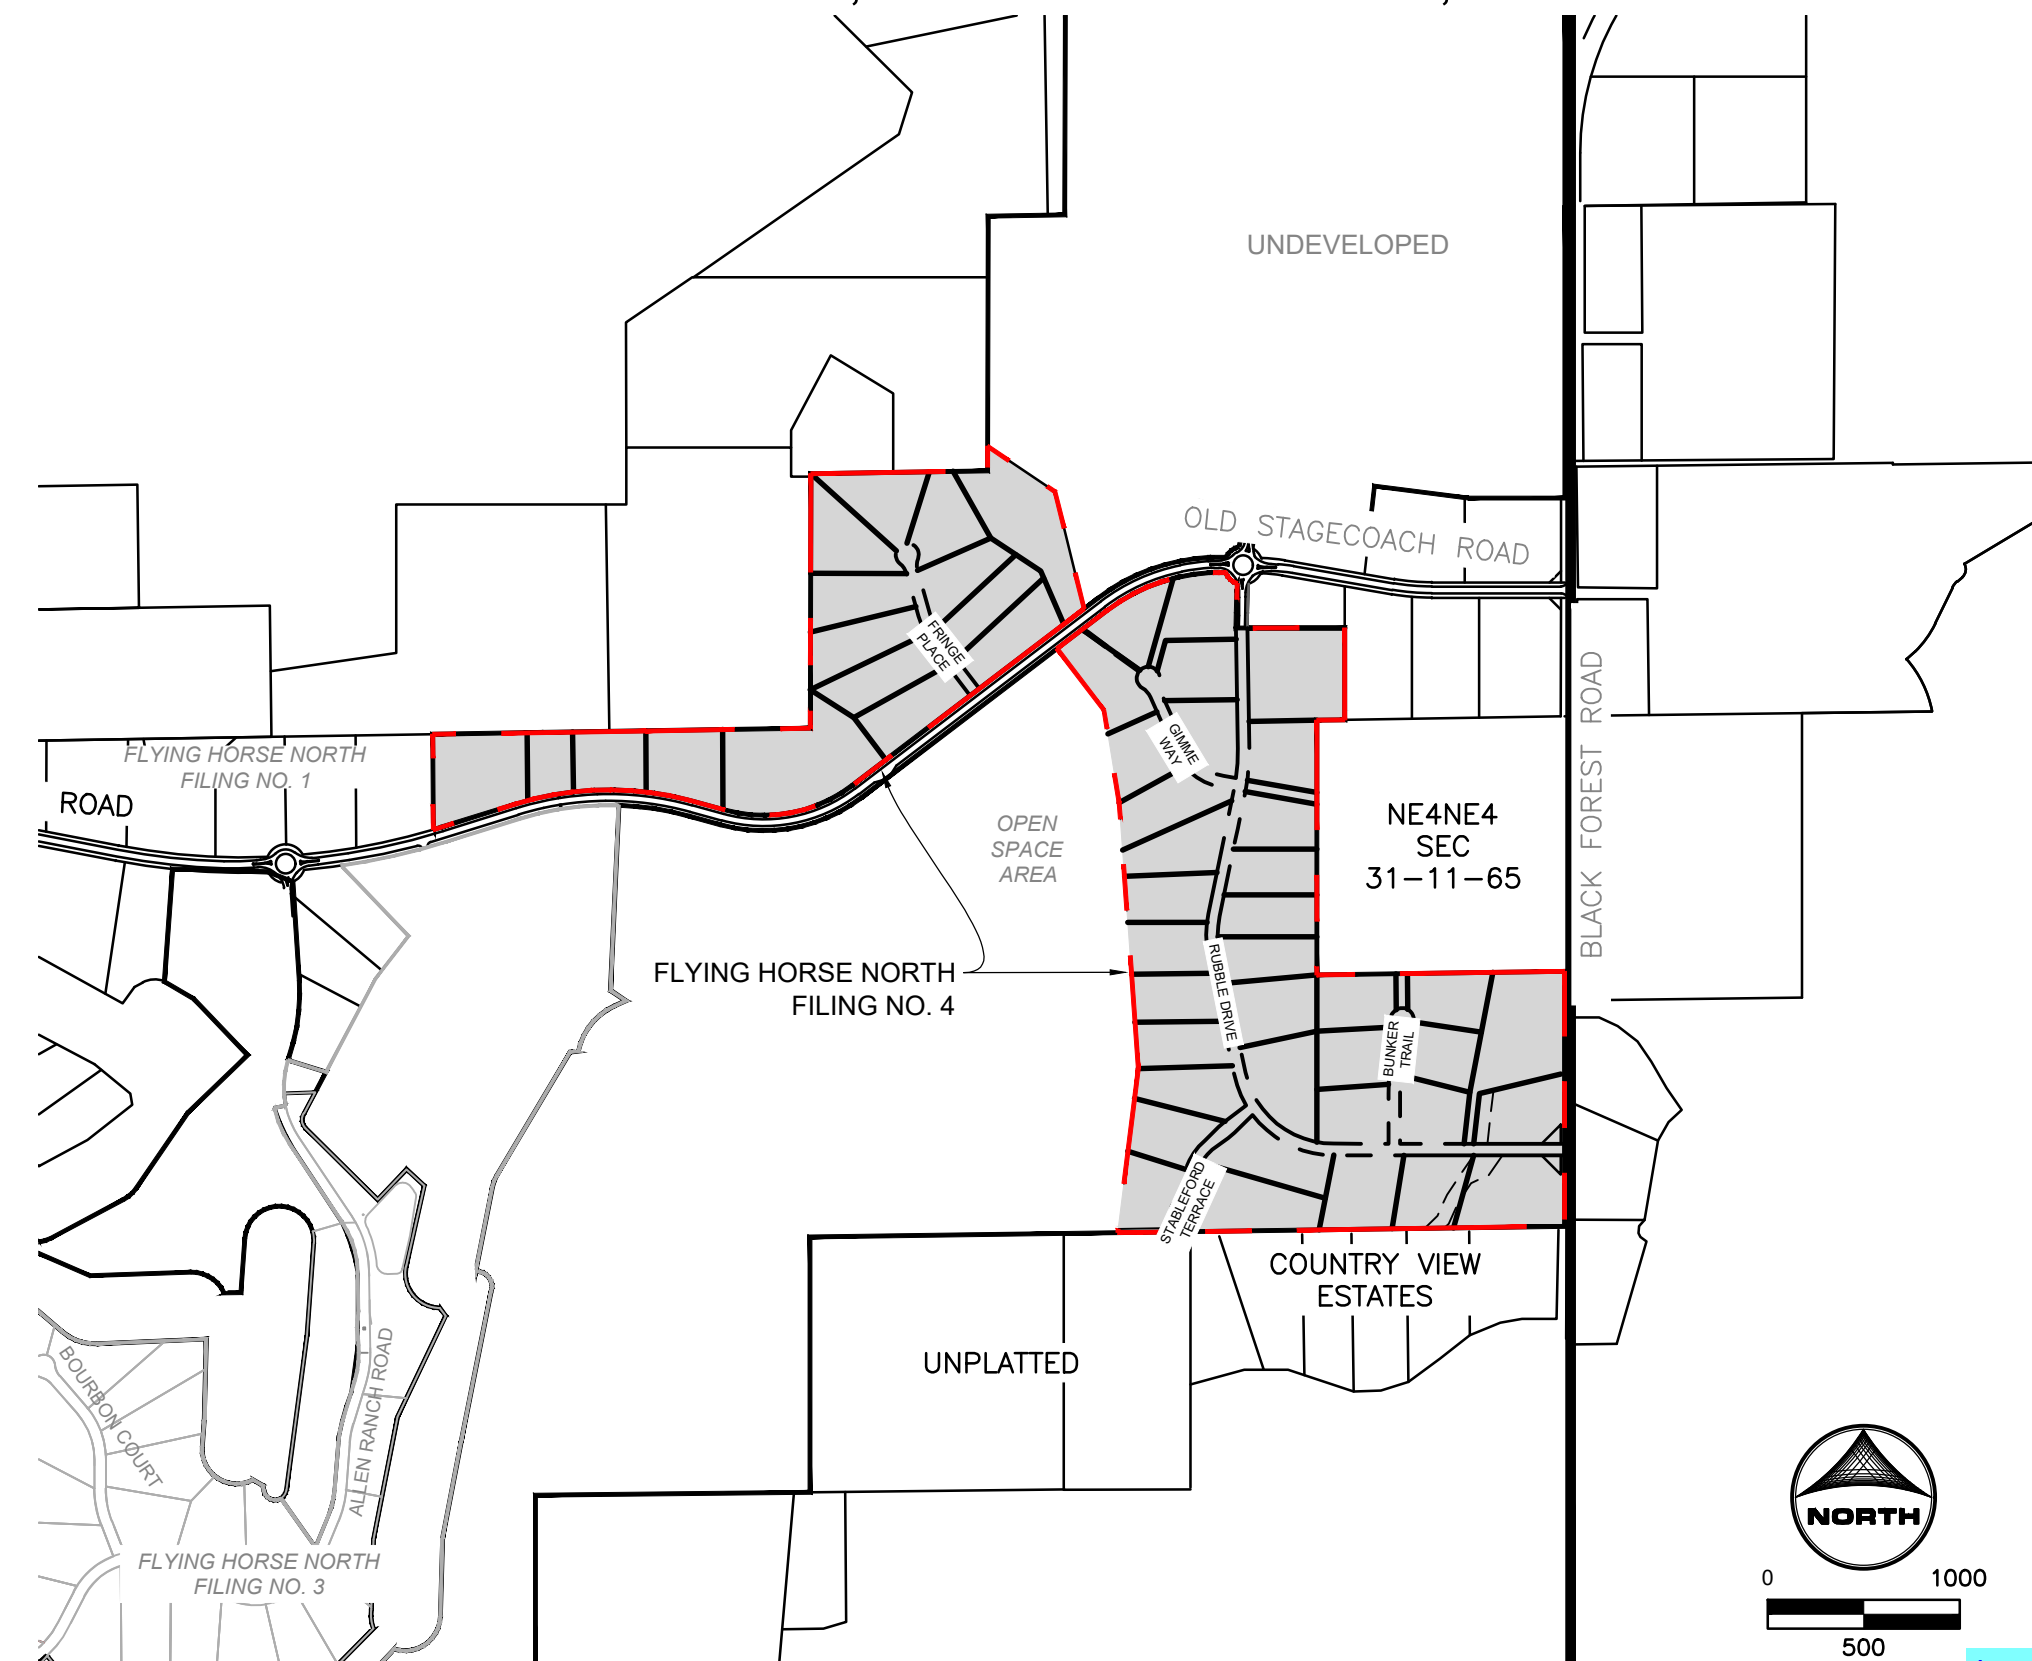 UNDEVELOPED
OLD STAGECOACH ROAD
FRINGE
PLACE
FLYING HORSE NORTH
FILING NO. 1
ROAD
GIMME
WAY
BLACK FOREST ROAD
NE4NE4
SEC
31-11-65
OPEN
SPACE
AREA
FLYING HORSE NORTH
FILING NO. 4
RUBBLE DRIVE
BUNKER
TRAIL
STABLEFORD
TERRACE
COUNTRY VIEW
ESTATES
UNPLATTED
BOURBON COURT
ALLEN RANCH ROAD
FLYING HORSE NORTH
FILING NO. 3
NORTH
0 1000
500